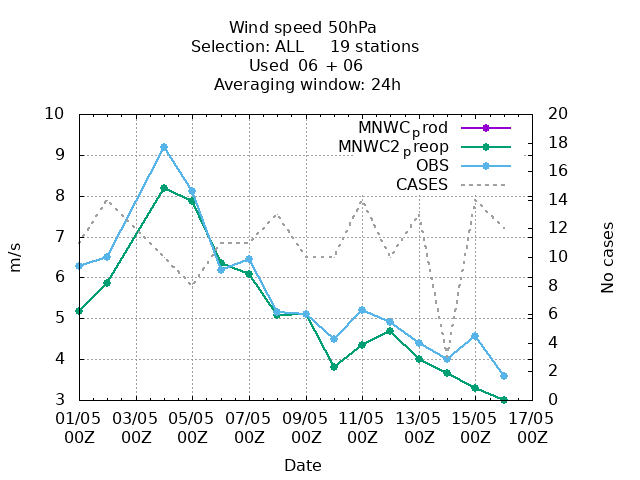 Wind speed 50hPa
Selection: ALL 19 stations
Used 06 + 06
Averaging window: 24h
10 20
9 18
8 16
7 14
6 12
5 10
4 8
3 6
4
2
0
m/s
No cases
MNWCprod
MNWC2preop
OBS
CASES
01/05 03/05 05/05 07/05 09/05 11/05 13/05 15/05 17/05
00Z 00Z 00Z 00Z 00Z 00Z 00Z 00Z 00Z
Date